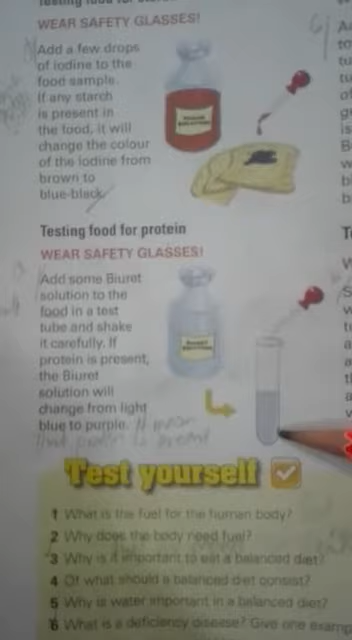 WEAR SAFETY GLASSES!
Add a few drops
of iodine to the
food sample.
If any starch
is present in
the food, it will
change the colour
of the iodine from
brown to
blue-black.
Testing food for protein
WEAR SAFETY GLASSES!
Add some Biuret
solution to the
food in a test
tube and shake
it carefully. If
protein is present,
the Biuret
solution will
change from light
blue to purple.
Test yourself
1 What is the fuel for the human body?
2 Why does the body need fuel?
3 Why is it important to eat a balanced diet?
4 Of what should a balanced diet consist?
5 Why is water important in a balanced diet?
6 What is a deficiency disease? Give one